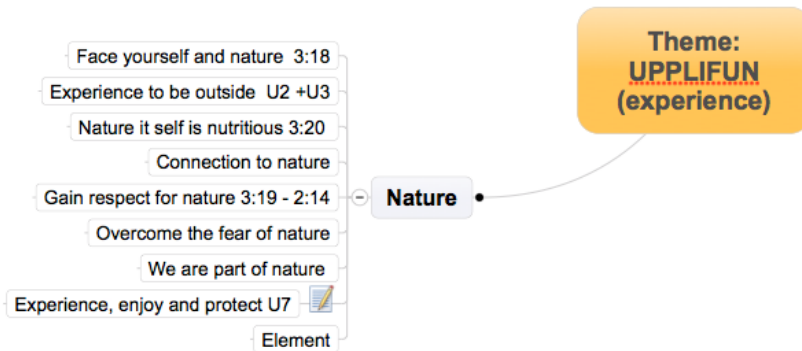 Theme:
UPPLIFUN
(experience)
Nature
Face yourself and nature 3:18
Experience to be outside U2 +U3
Nature it self is nutritious 3:20
Connection to nature
Gain respect for nature 3:19 - 2:14
Overcome the fear of nature
We are part of nature
Experience, enjoy and protect U7
Element